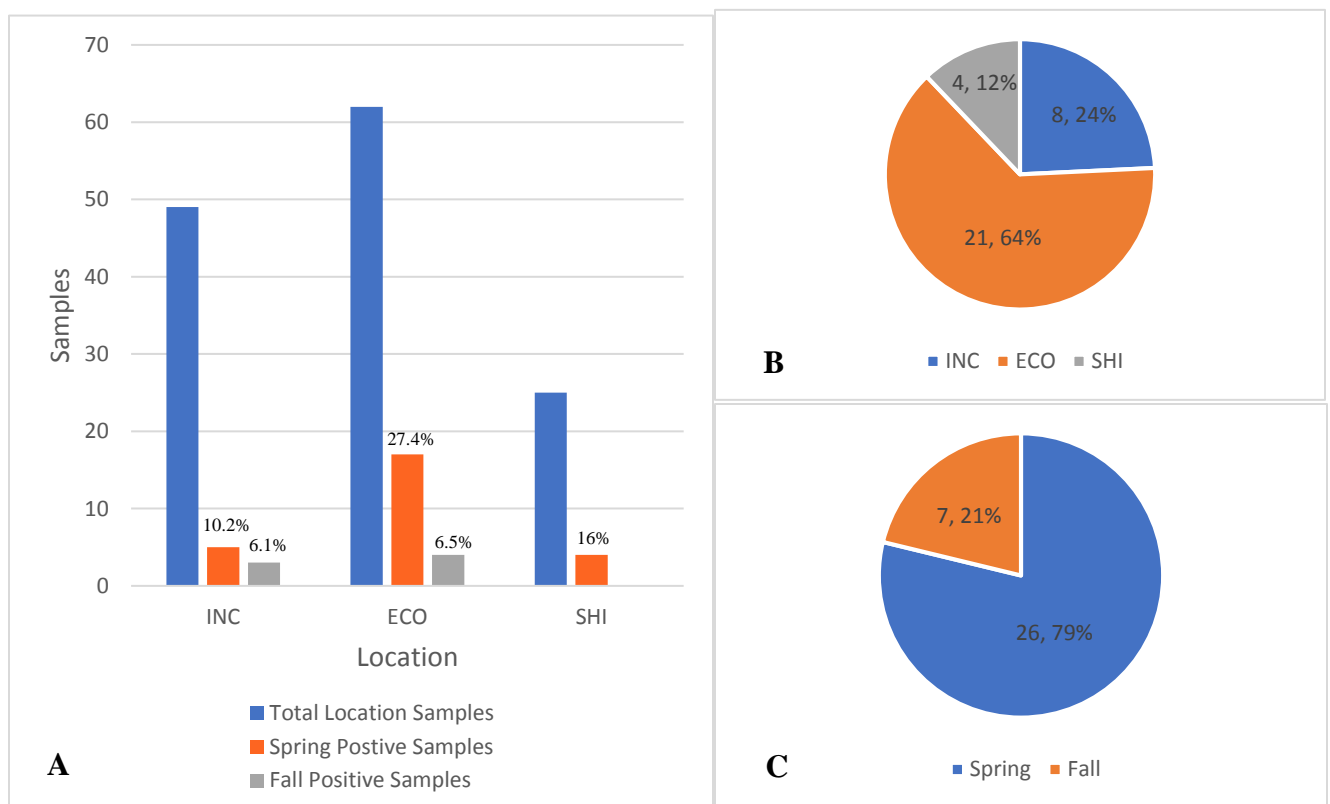 70
60
50
40
30
20
10
0
Samples
10.2%
6.1%
27.4%
6.5%
16%
INC
ECO
SHI
Location
Total Location Samples
Spring Postive Samples
Fall Positive Samples
A
4, 12%
8, 24%
21, 64%
INC ECO SHI
B
7, 21%
26, 79%
Spring Fall
C